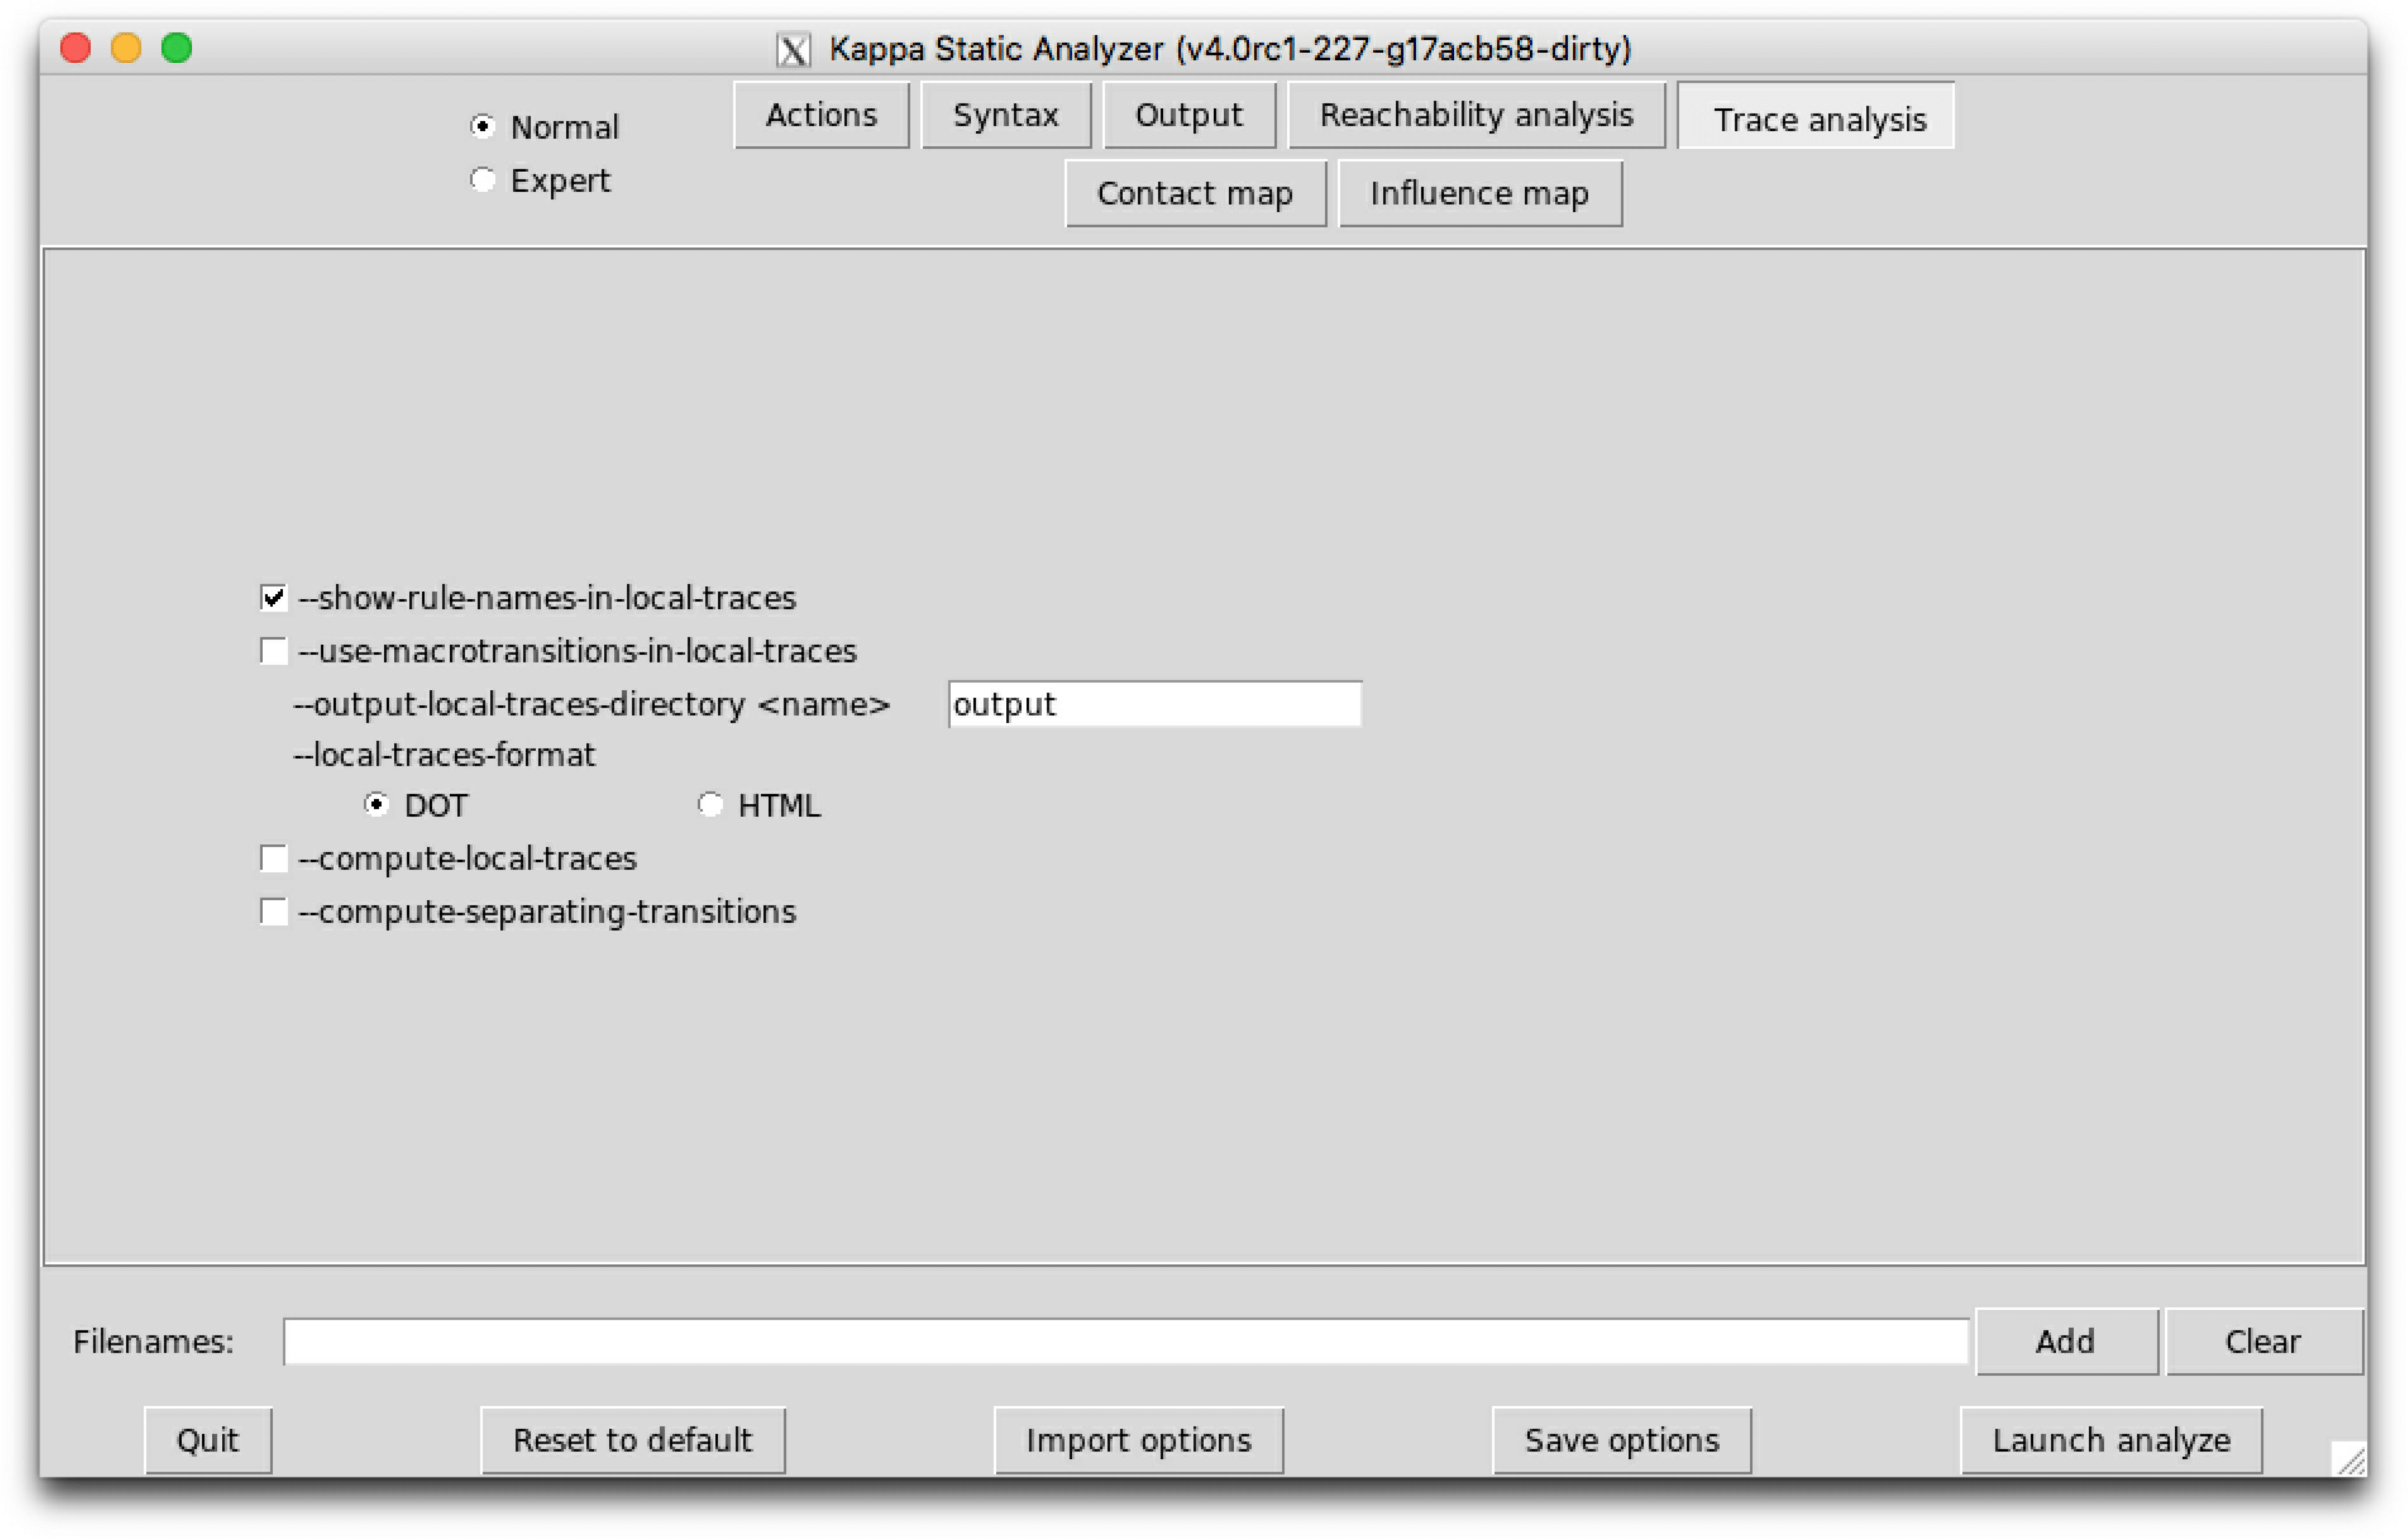 Kappa Static Analyzer (v4.0rc1-227-g17acb58-dirty)
Normal
Expert
Actions Syntax Output Reachability analysis Trace analysis
Contact map Influence map
--show-rule-names-in-local-traces
--use-macrotransitions-in-local-traces
--output-local-traces-directory <name> output
--local-traces-format
DOT HTML
--compute-local-traces
--compute-separating-transitions
Filenames: Add Clear
Quit Reset to default Import options Save options Launch analyze